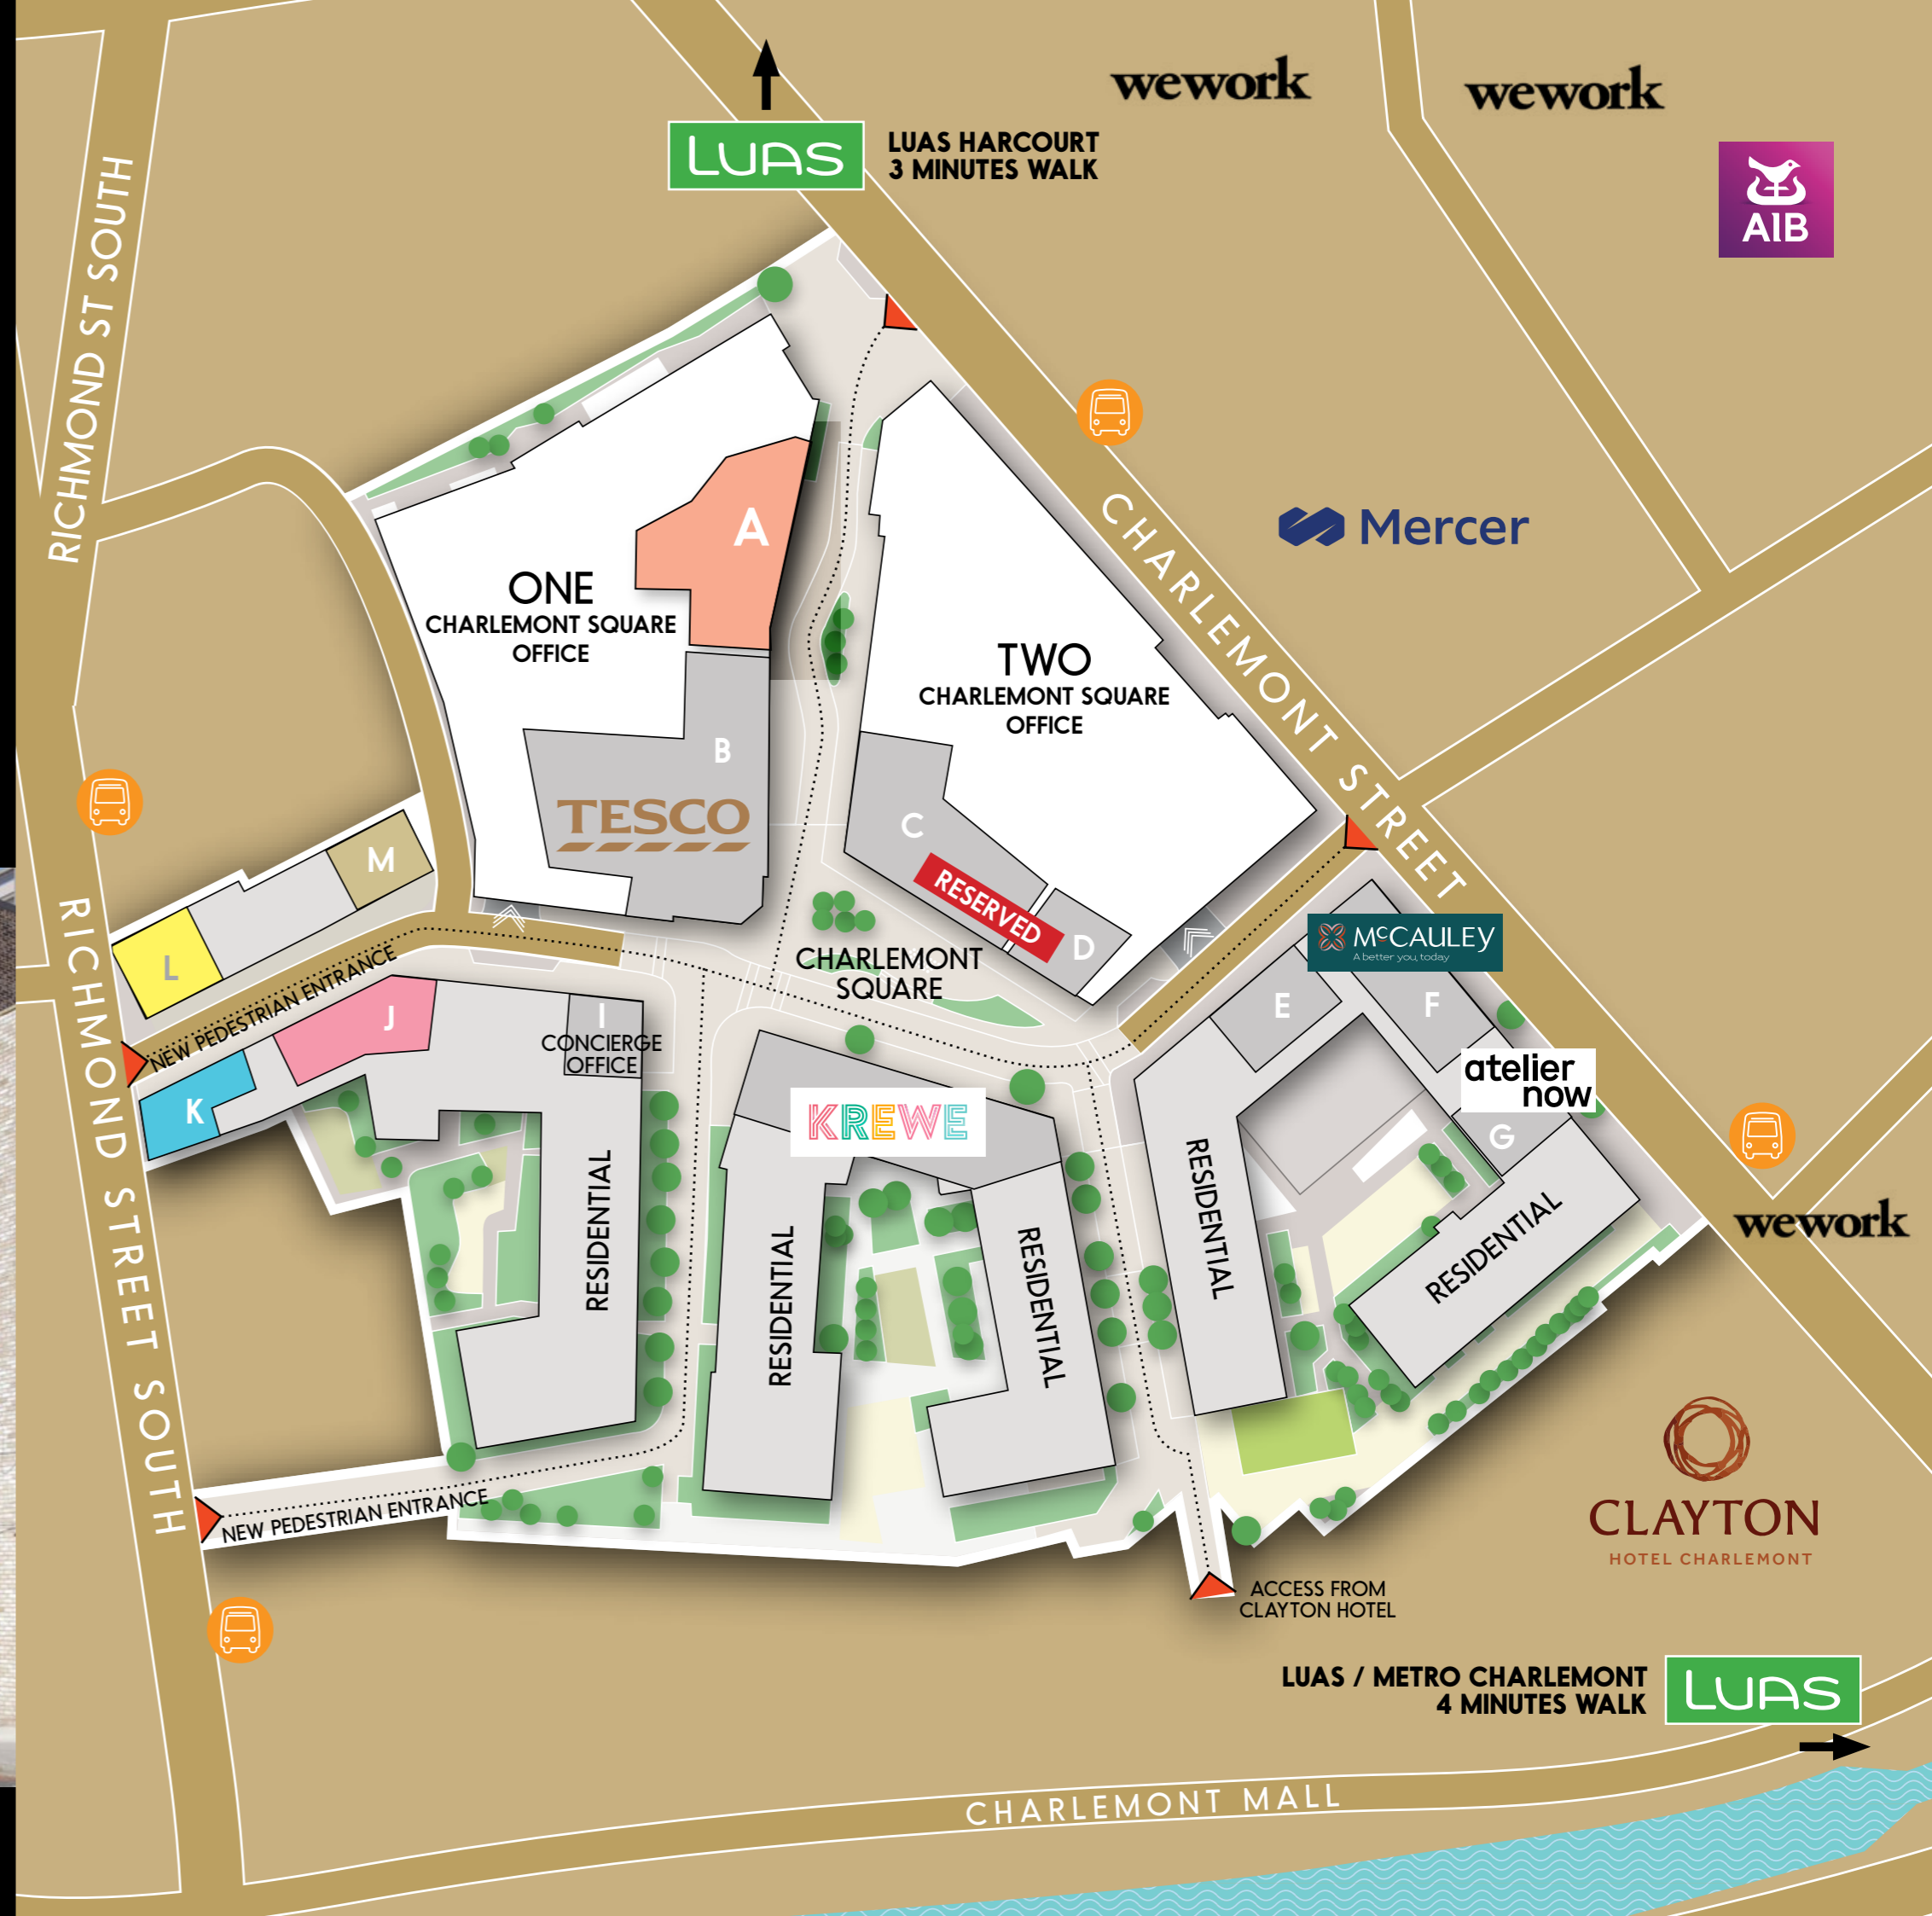 wework
wework
LUAS
LUAS HARCOURT
3 MINUTES WALK
AIB
RICHMOND ST SOUTH
A
ONE
CHARLEMONT SQUARE
OFFICE
CHARLEMONT STREET
Mercer
TWO
CHARLEMONT SQUARE
OFFICE
B
TESCO
C
RESERVED
D
M
L
RICHMOND STREET SOUTH
NEW PEDESTRIAN ENTRANCE
CHARLEMONT
SQUARE
McCAULEY
A better you, today
E
F
J
I
CONCIERGE
OFFICE
K
KREWE
atelier
now
G
RESIDENTIAL
RESIDENTIAL
RESIDENTIAL
RESIDENTIAL
RESIDENTIAL
wework
NEW PEDESTRIAN ENTRANCE
CLAYTON
HOTEL CHARLEMONT
ACCESS FROM
CLAYTON HOTEL
LUAS / METRO CHARLEMONT
4 MINUTES WALK
LUAS
CHARLEMONT MALL